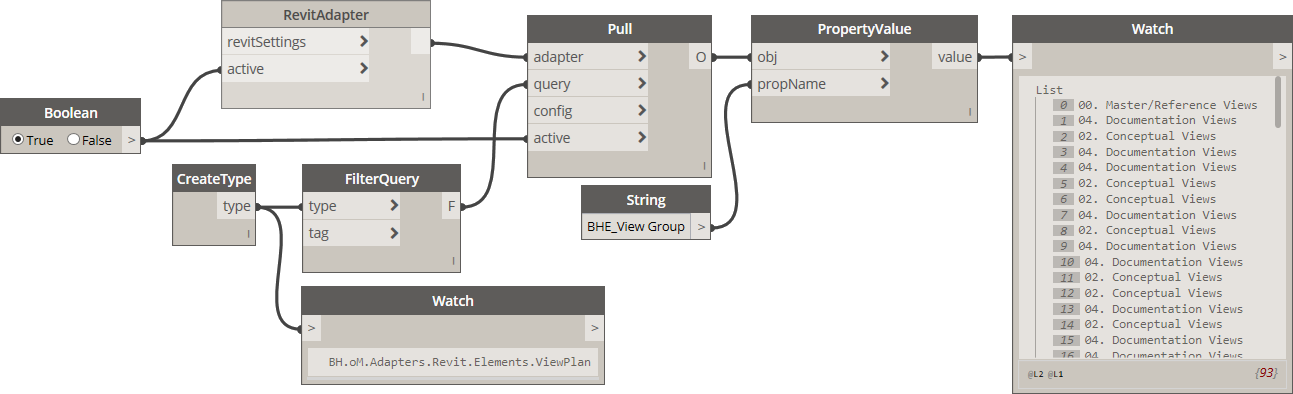 RevitAdapter
revitSettings >
active >
Boolean
True False >
Pull
adapter > O
query >
config >
active >
l
PropertyValue
obj > value
propName >
l
Watch
> >
List
0 00. Master/Reference Views
1 04. Documentation Views
2 02. Conceptual Views
3 04. Documentation Views
4 04. Documentation Views
5 02. Conceptual Views
6 02. Conceptual Views
7 04. Documentation Views
8 02. Conceptual Views
9 04. Documentation Views
10 04. Documentation Views
11 02. Conceptual Views
12 02. Conceptual Views
13 04. Documentation Views
14 02. Conceptual Views
15 04. Documentation Views
16 04. Documentation Views
@L2 @L1 {93}
CreateType
type
l
FilterQuery
type > F
tag >
l
String
BHE_View Group >
Watch
> >
BH.oM.Adapters.Revit.Elements.ViewPlan